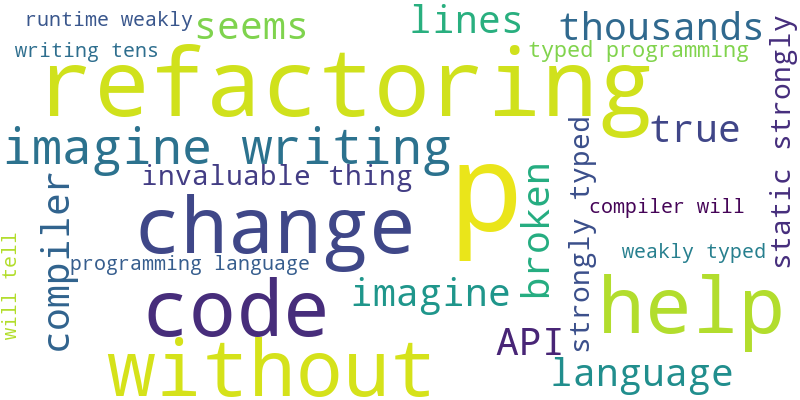 runtime weakly
seems
lines
thousands
writing tens
typed programming
refactoring
static strongly
imagine writing
true
invaluable thing
p
strongly typed
broken
compiler
change
compiler will
weakly typed
will tell
programming language
code
imagine
help
API
without
language